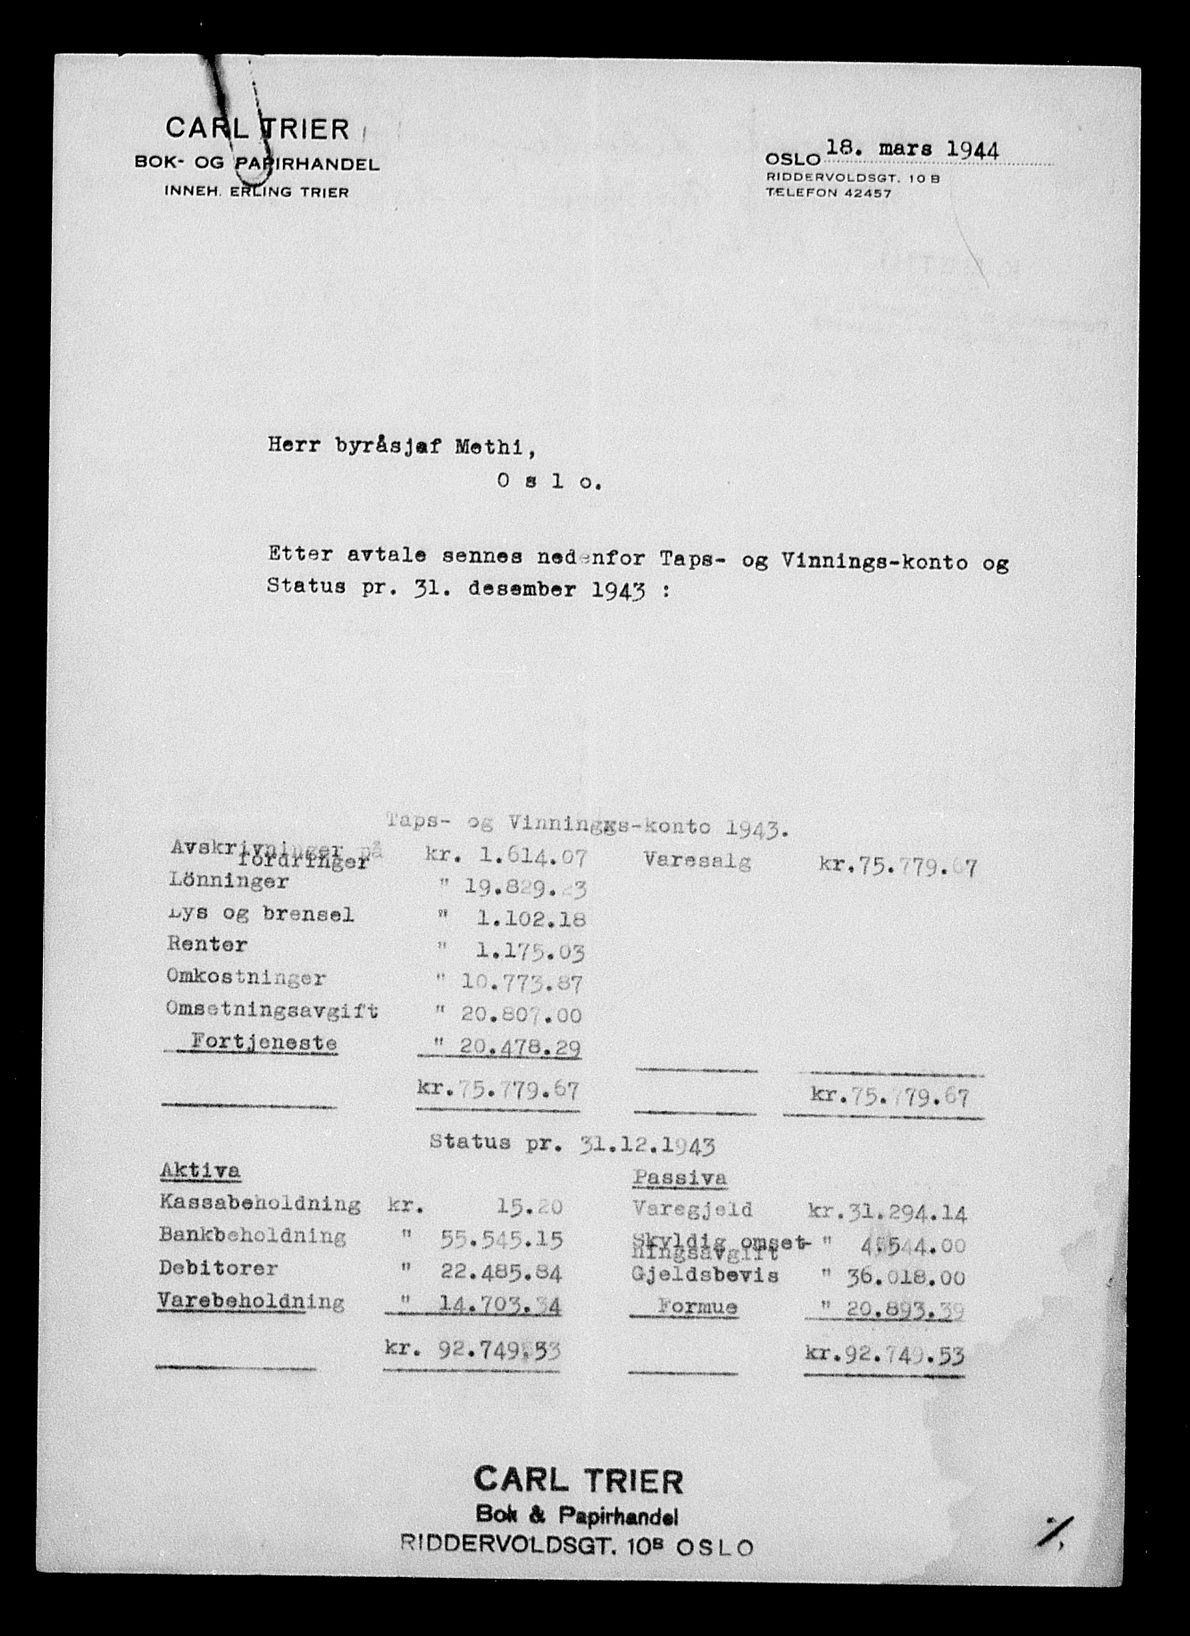 CARL TRIER
BOK- OG PAPIRHANDEL
INNEH. ERLING TRIER
OSLO 18. mars 1944
RIDDERVOLDSGT. 10 B
TELEFON 42457
Herr byråsjef Methi,
O s l o.
Etter avtale sennes nedenfor Taps- og Vinnings-konto og
Status pr. 31. desember 1943 :
Taps- og Vinninggs-konto 1943.
Avskrivninger på
fordringer kr. 1.614.07 Varesalg kr.75.779.67
Lönninger " 19.829.23
Lys og brensel " 1.102.18
Renter " 1.175.03
Omkostninger " 10.773.87
Omsetningsavgift " 20.807.00
Fortjeneste " 20.478.29
kr.75.779.67 kr.75.779.67
Status pr. 31.12.1943
Aktiva Passiva
Kassabeholdning kr. 15.20 Varegjeld kr.31.294.14
Bankbeholdning " 55.545.15 Skyldig omset-
ningsavgift " 4.544.00
Debitorer " 22.485.84 Gjeldsbevis " 36.018.00
Varebeholdning " 14.703.34 Formue " 20.893.39
kr. 92.749.53 kr.92.749.53
CARL TRIER
Bok & Papirhandel
RIDDERVOLDSGT. 10B OSLO